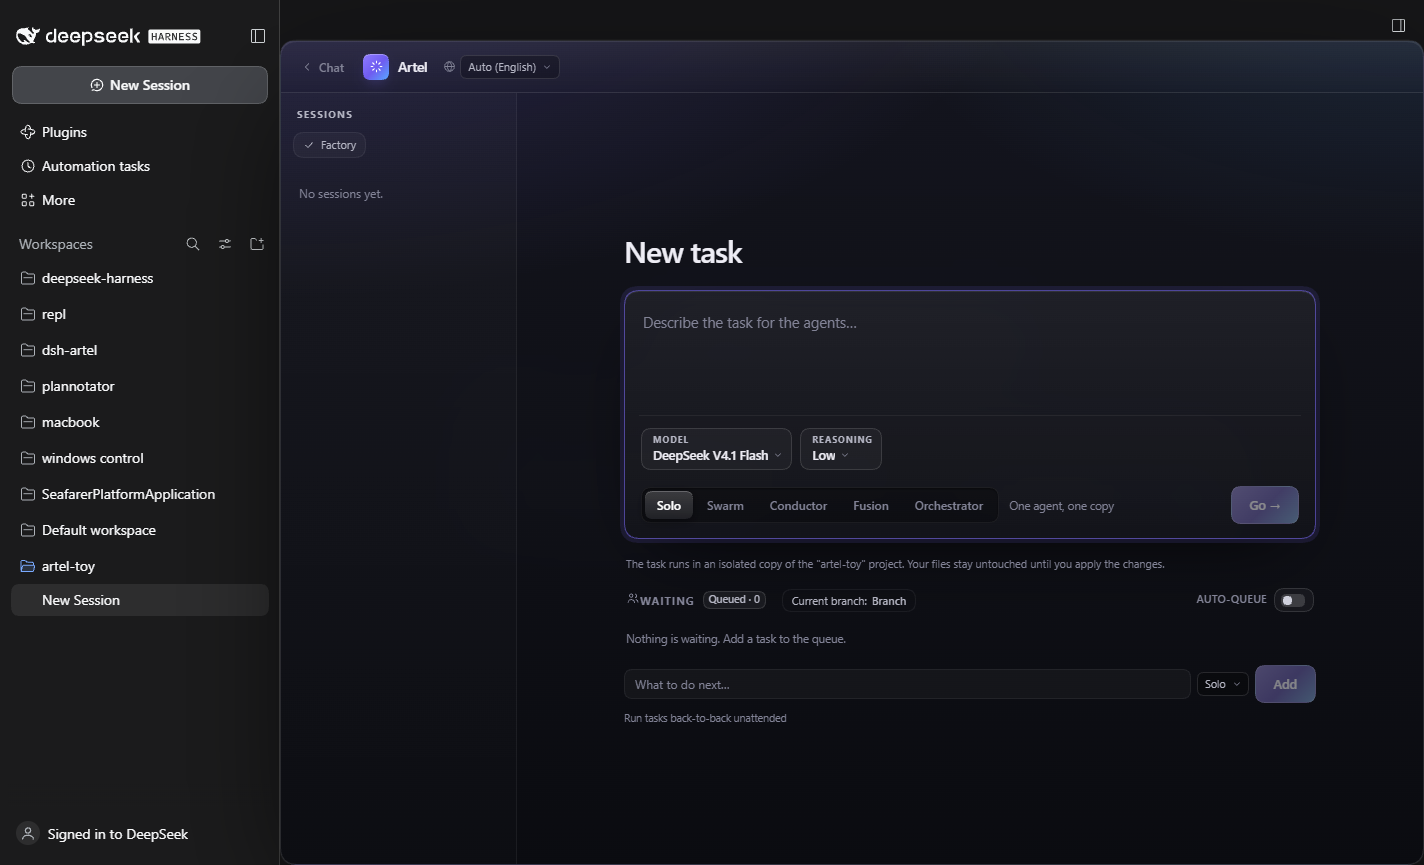 deepseek HARNESS
New Session
Plugins
Automation tasks
More
Workspaces
deepseek-harness
repl
dsh-artel
plannotator
macbook
windows control
SeafarerPlatformApplication
Default workspace
artel-toy
New Session
Signed in to DeepSeek
Chat
Artel
Auto (English)
SESSIONS
Factory
No sessions yet.
New task
Describe the task for the agents...
MODEL
DeepSeek V4.1 Flash
REASONING
Low
Solo
Swarm
Conductor
Fusion
Orchestrator
One agent, one copy
Go →
The task runs in an isolated copy of the "artel-toy" project. Your files stay untouched until you apply the changes.
WAITING
Queued · 0
Current branch: Branch
AUTO-QUEUE
Nothing is waiting. Add a task to the queue.
What to do next...
Solo
Add
Run tasks back-to-back unattended